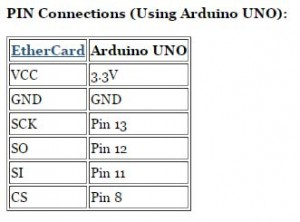 PIN Connections (Using Arduino UNO):
EtherCard Arduino UNO
VCC 3.3V
GND GND
SCK Pin 13
SO Pin 12
SI Pin 11
CS Pin 8